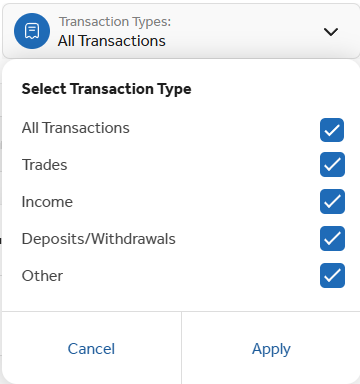 Transaction Types:
All Transactions
Select Transaction Type
All Transactions
Trades
Income
Deposits/Withdrawals
Other
Cancel
Apply